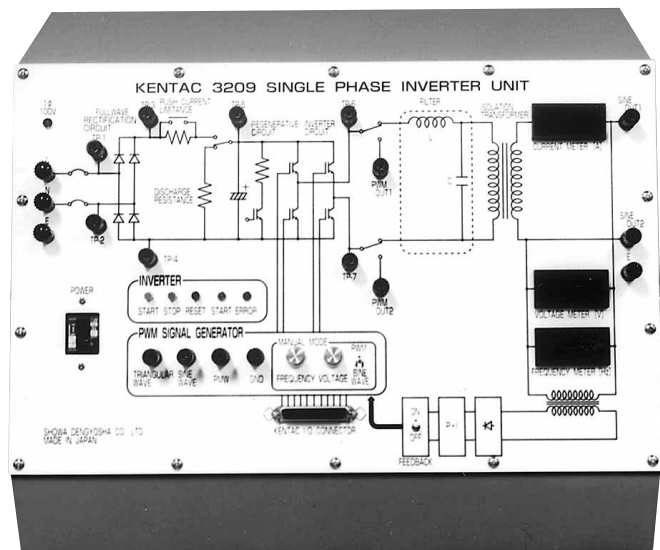 KENTAC 3209 SINGLE PHASE INVERTER UNIT
1φ
100V
FULLWAVE
RECTIFICATION
CIRCUIT
TP-1
TP-3
RUSH CURRENT
LIMITANCE
TP-5
REGENERATIVE
CIRCUIT
INVERTER
CIRCUIT
TP-6
FILTER
L
C
ISOLATION
TRANSFORMER
CURRENT METER (A)
SINE
OUT1
N
E
TP-2
DISCHARGE
RESISTANCE
+
PWM
OUT1
SINE
OUT2
E
TP-4
TP-7
PWM
OUT2
INVERTER
START STOP RESET START ERROR
VOLTAGE METER (V)
POWER
PWM SIGNAL GENERATOR
MANUAL MODE
PWM
TRIANGULAR
WAVE
SINE
WAVE
PMW
GND
FREQUENCY VOLTAGE
SINE
WAVE
FREQUENCY METER (Hz)
KENTAC I/O CONNECTOR
ON
OFF
FEEDBACK
P+I
SHOWA DENGYOSHA CO. LTD.
MADE IN JAPAN